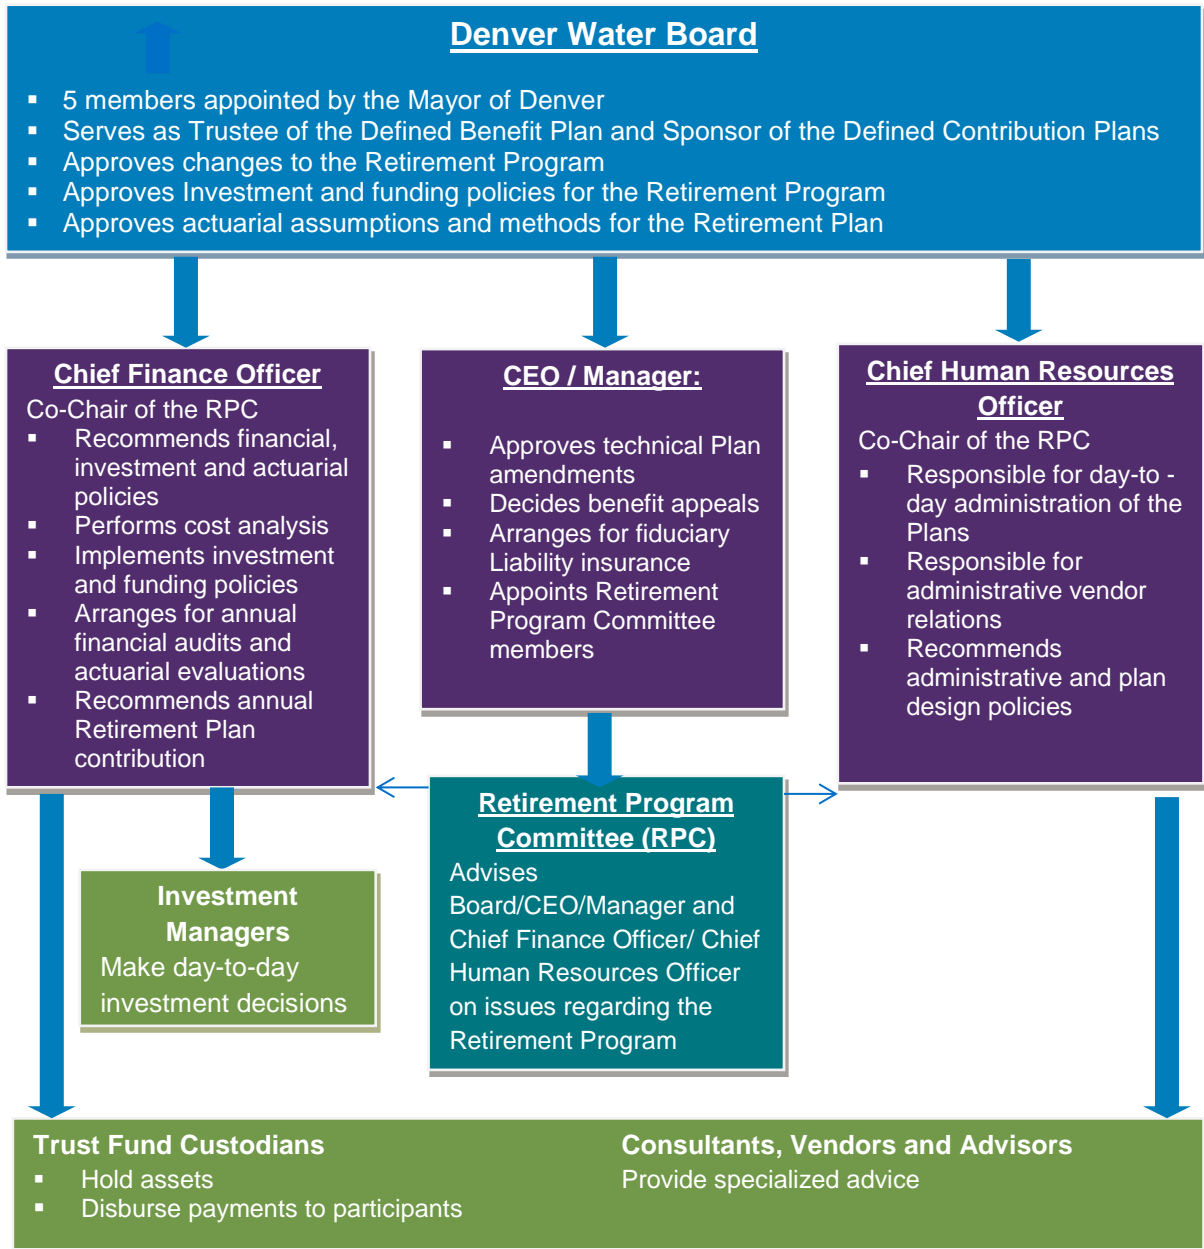 Denver Water Board
▪ 5 members appointed by the Mayor of Denver
▪ Serves as Trustee of the Defined Benefit Plan and Sponsor of the Defined Contribution Plans
▪ Approves changes to the Retirement Program
▪ Approves Investment and funding policies for the Retirement Program
▪ Approves actuarial assumptions and methods for the Retirement Plan
Chief Finance Officer
Co-Chair of the RPC
▪ Recommends financial,
investment and actuarial
policies
▪ Performs cost analysis
▪ Implements investment
and funding policies
▪ Arranges for annual
financial audits and
actuarial evaluations
▪ Recommends annual
Retirement Plan
contribution
CEO / Manager:
▪ Approves technical Plan
amendments
▪ Decides benefit appeals
▪ Arranges for fiduciary
Liability insurance
▪ Appoints Retirement
Program Committee
members
Chief Human Resources
Officer
Co-Chair of the RPC
▪ Responsible for day-to -
day administration of the
Plans
▪ Responsible for
administrative vendor
relations
▪ Recommends
administrative and plan
design policies
Investment
Managers
Make day-to-day
investment decisions
Retirement Program
Committee (RPC)
Advises
Board/CEO/Manager and
Chief Finance Officer/ Chief
Human Resources Officer
on issues regarding the
Retirement Program
Trust Fund Custodians
▪ Hold assets
▪ Disburse payments to participants
Consultants, Vendors and Advisors
Provide specialized advice